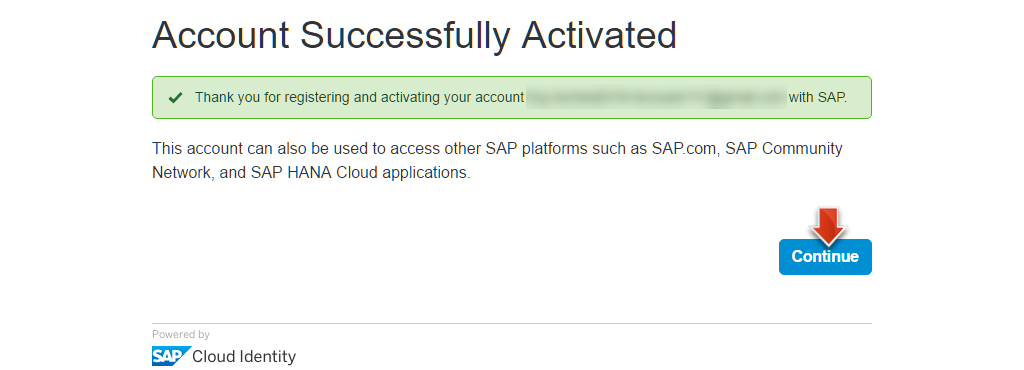 Account Successfully Activated
Thank you for registering and activating your account with SAP.
This account can also be used to access other SAP platforms such as SAP.com, SAP Community
Network, and SAP HANA Cloud applications.
Continue
Powered by
SAP Cloud Identity